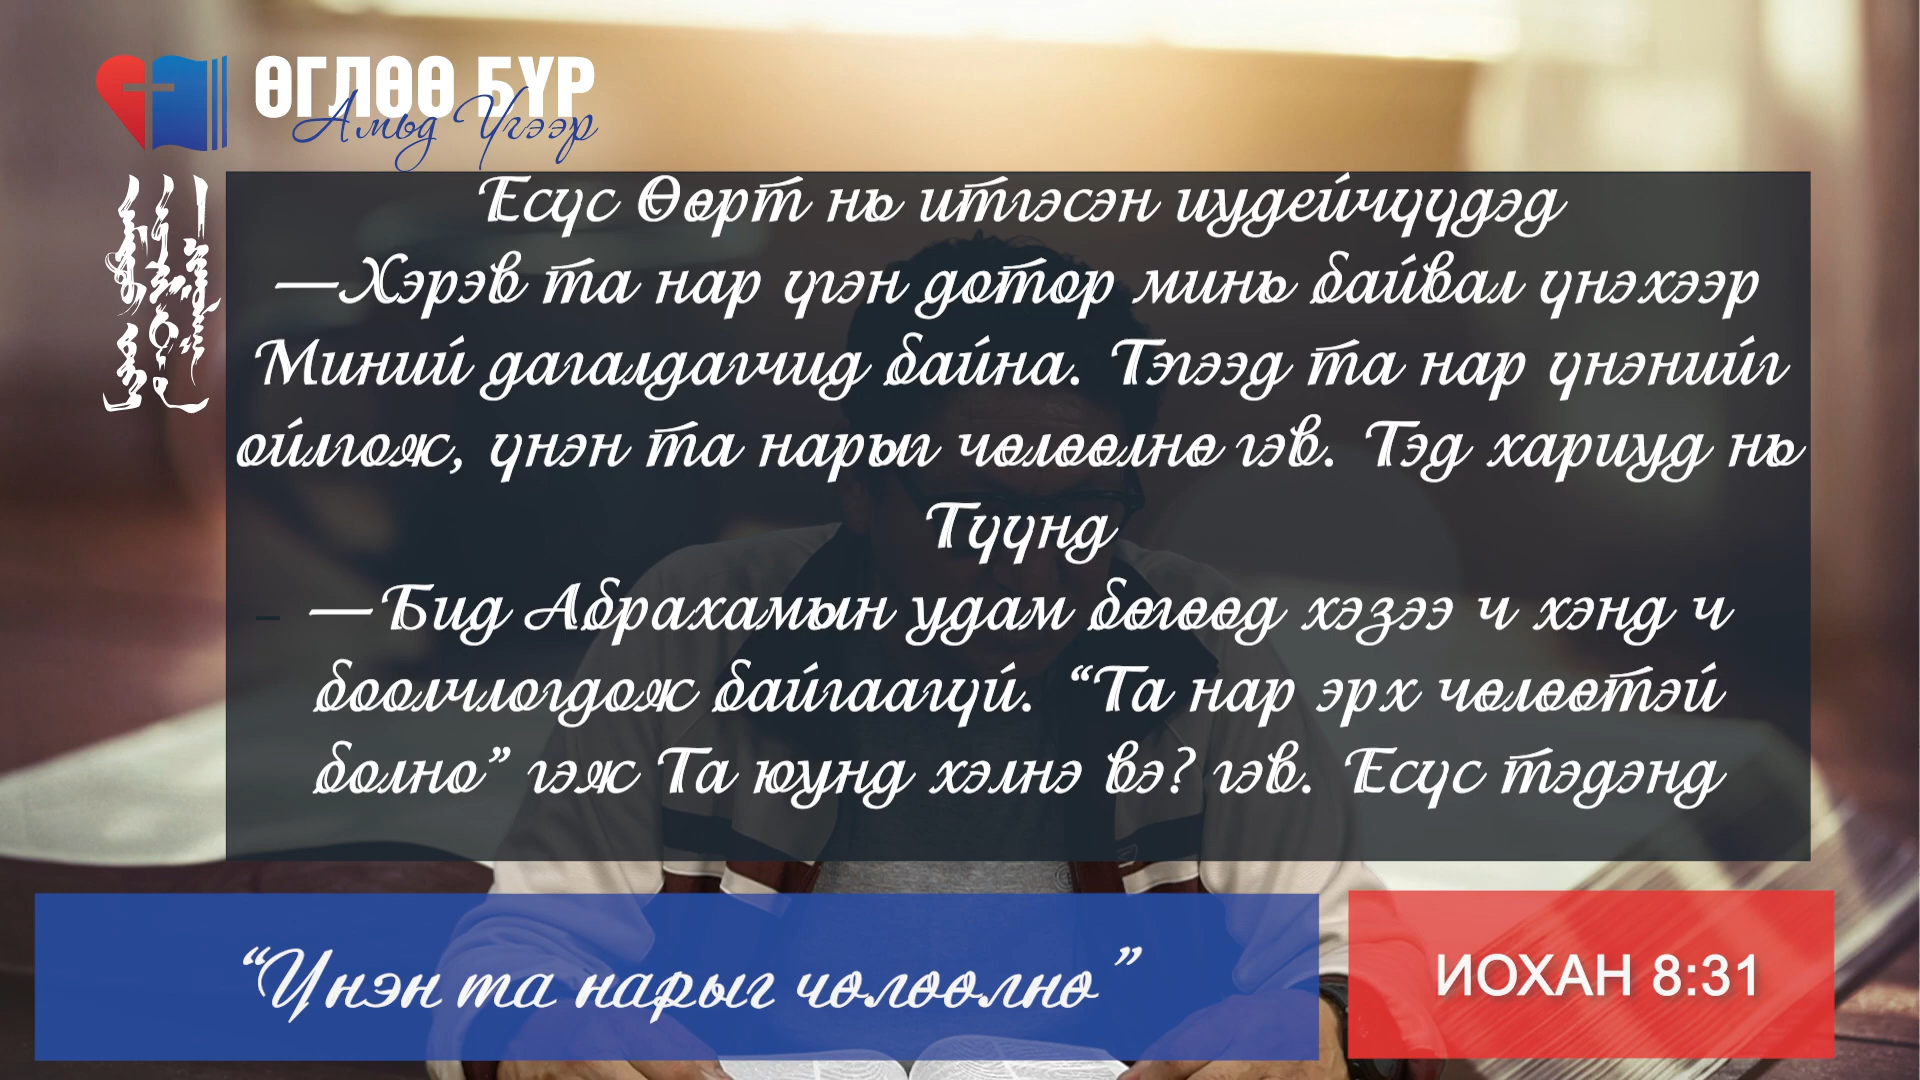 ӨГЛӨӨ БҮР
Амьд Үгээр
Есүс Өөрт нь итгэсэн иудейчүүдэд
—Хэрэв та нар үгэн дотор минь байвал үнэхээр
Миний дагалдагчид байна. Тэгээд та нар үнэнийг
ойлгож, үнэн та нарыг чөлөөлнө гэв. Тэд хариуд нь
Түүнд
—Бид Абрахамын удам бөгөөд хэзээ ч хэнд ч
боолчлогдож байгаагүй. “Та нар эрх чөлөөтэй
болно” гэж Та юунд хэлнэ вэ? гэв. Есүс тэдэнд
“Үнэн та нарыг чөлөөлнө”
ИОХАН 8:31